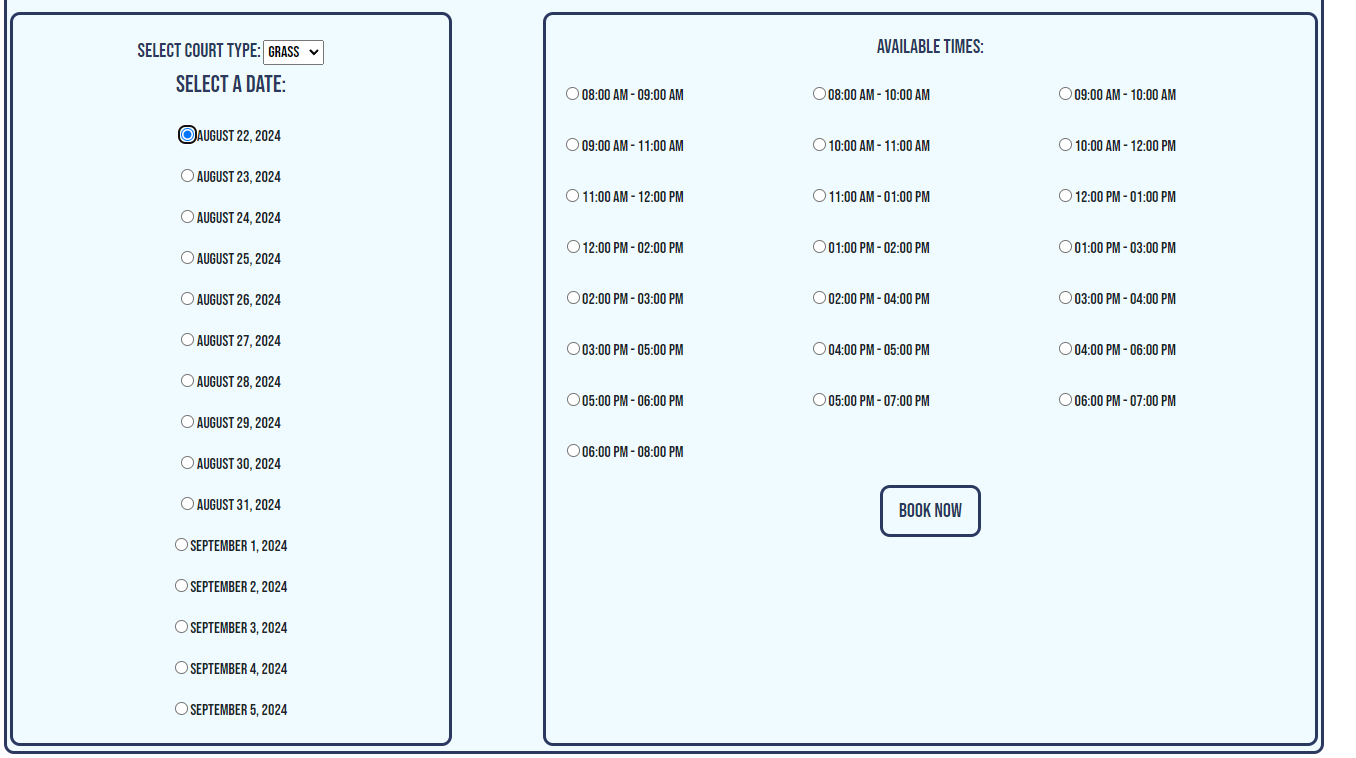 SELECT COURT TYPE: GRASS
SELECT A DATE:
AUGUST 22, 2024
AUGUST 23, 2024
AUGUST 24, 2024
AUGUST 25, 2024
AUGUST 26, 2024
AUGUST 27, 2024
AUGUST 28, 2024
AUGUST 29, 2024
AUGUST 30, 2024
AUGUST 31, 2024
SEPTEMBER 1, 2024
SEPTEMBER 2, 2024
SEPTEMBER 3, 2024
SEPTEMBER 4, 2024
SEPTEMBER 5, 2024
AVAILABLE TIMES:
08:00 AM - 09:00 AM 08:00 AM - 10:00 AM 09:00 AM - 10:00 AM
09:00 AM - 11:00 AM 10:00 AM - 11:00 AM 10:00 AM - 12:00 PM
11:00 AM - 12:00 PM 11:00 AM - 01:00 PM 12:00 PM - 01:00 PM
12:00 PM - 02:00 PM 01:00 PM - 02:00 PM 01:00 PM - 03:00 PM
02:00 PM - 03:00 PM 02:00 PM - 04:00 PM 03:00 PM - 04:00 PM
03:00 PM - 05:00 PM 04:00 PM - 05:00 PM 04:00 PM - 06:00 PM
05:00 PM - 06:00 PM 05:00 PM - 07:00 PM 06:00 PM - 07:00 PM
06:00 PM - 08:00 PM
BOOK NOW